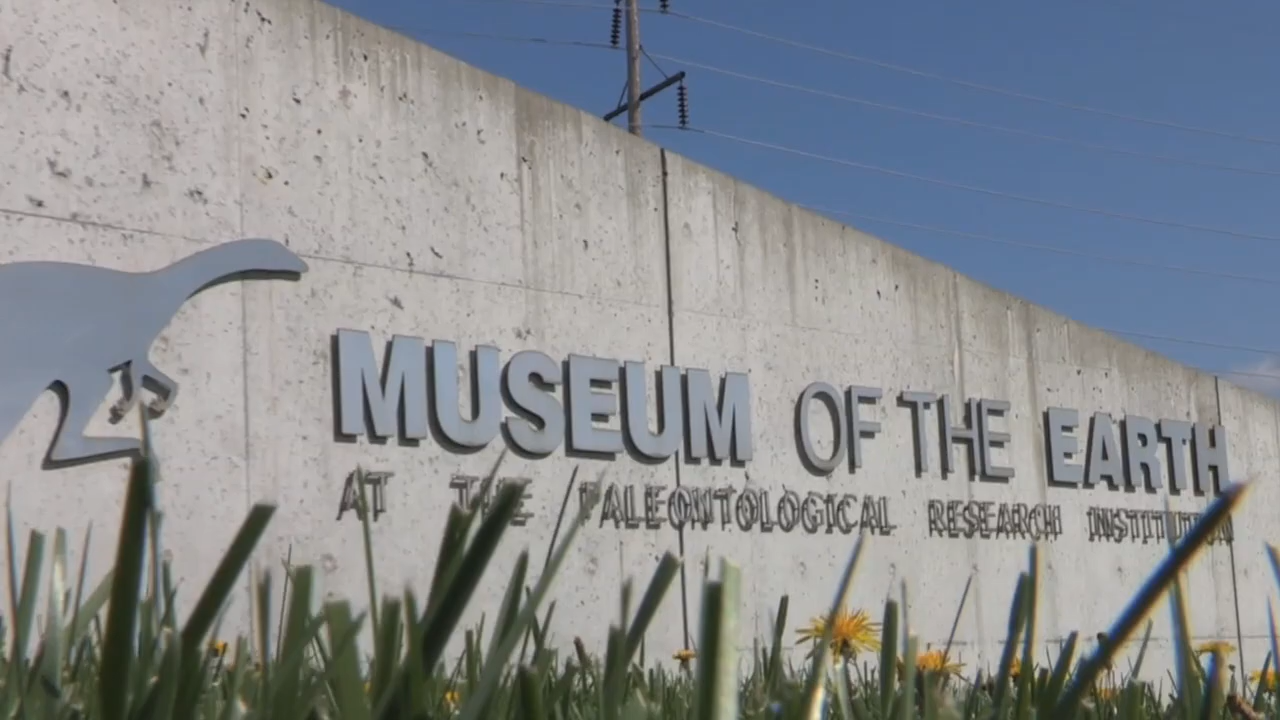 MUSEUM OF THE EARTH
AT THE PALEONTOLOGICAL RESEARCH INSTITUTION